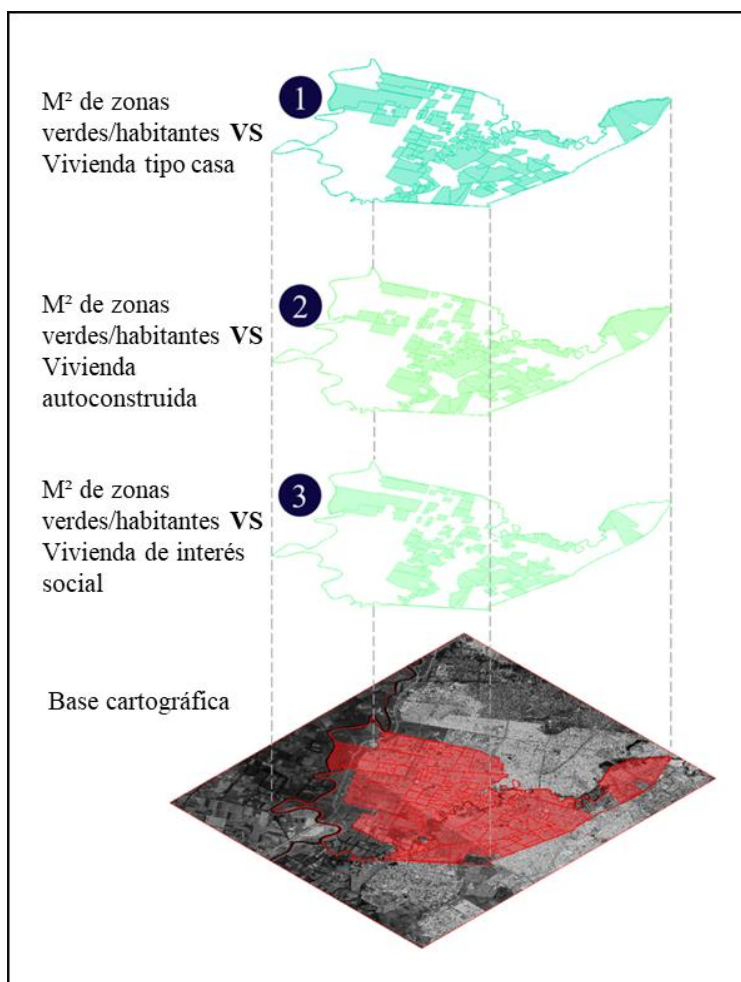 1
M² de zonas
verdes/habitantes VS
Vivienda tipo casa
2
M² de zonas
verdes/habitantes VS
Vivienda
autoconstruida
3
M² de zonas
verdes/habitantes VS
Vivienda de interés
social
Base cartográfica